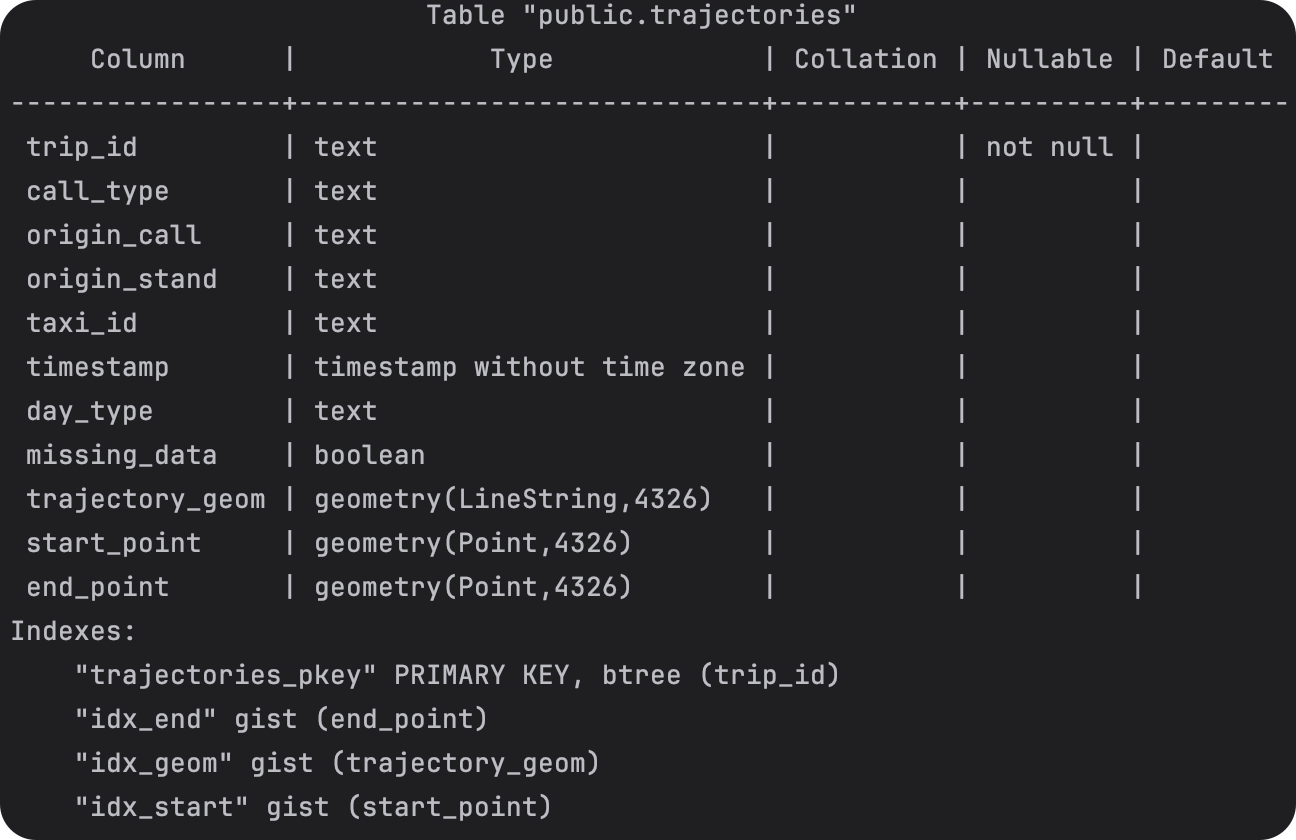 Table "public.trajectories"
Column | Type | Collation | Nullable | Default
-----------------+-----------------------------+-----------+----------+---------
trip_id | text | | not null |
call_type | text | | |
origin_call | text | | |
origin_stand | text | | |
taxi_id | text | | |
timestamp | timestamp without time zone | | |
day_type | text | | |
missing_data | boolean | | |
trajectory_geom | geometry(LineString,4326) | | |
start_point | geometry(Point,4326) | | |
end_point | geometry(Point,4326) | | |
Indexes:
"trajectories_pkey" PRIMARY KEY, btree (trip_id)
"idx_end" gist (end_point)
"idx_geom" gist (trajectory_geom)
"idx_start" gist (start_point)